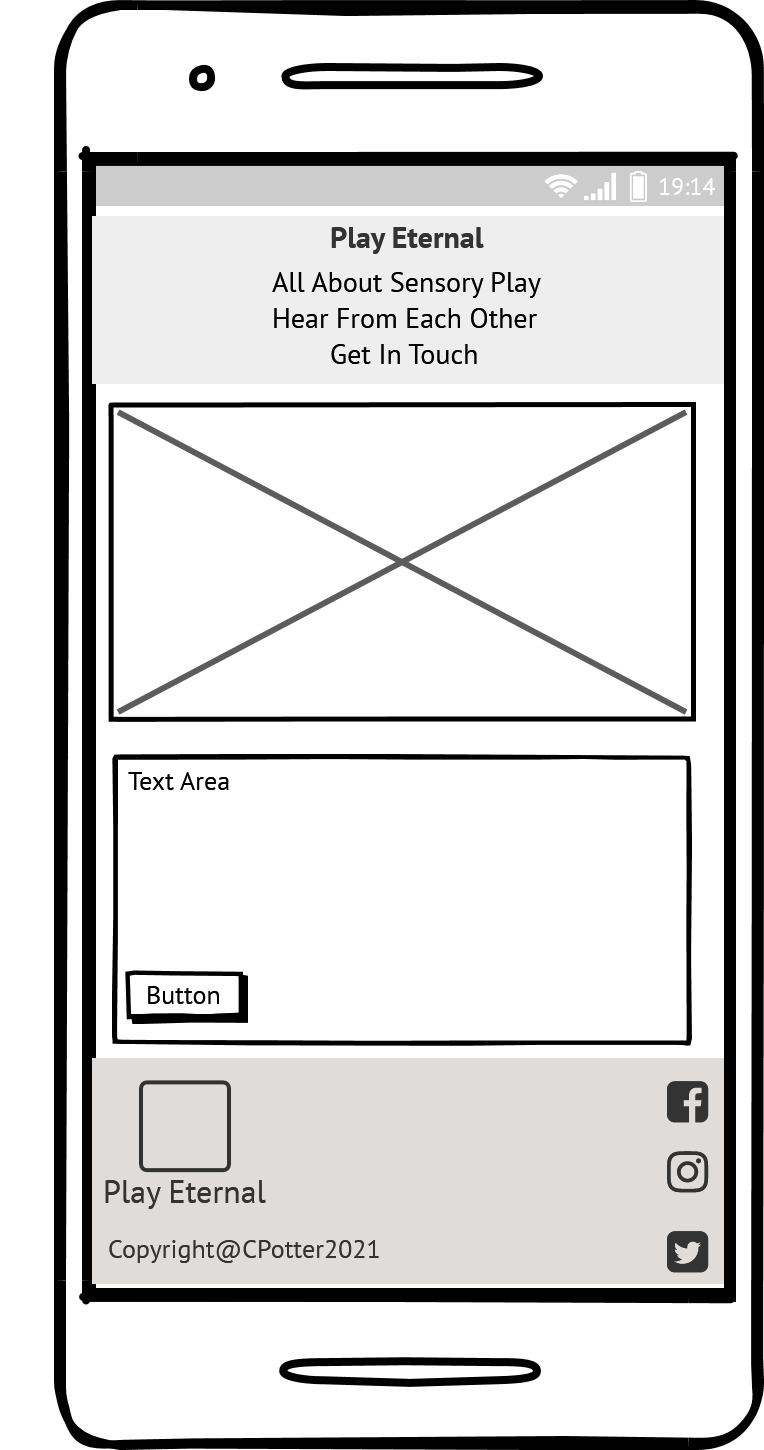 19:14
Play Eternal
All About Sensory Play
Hear From Each Other
Get In Touch
Text Area
Button
Play Eternal
Copyright@CPotter2021